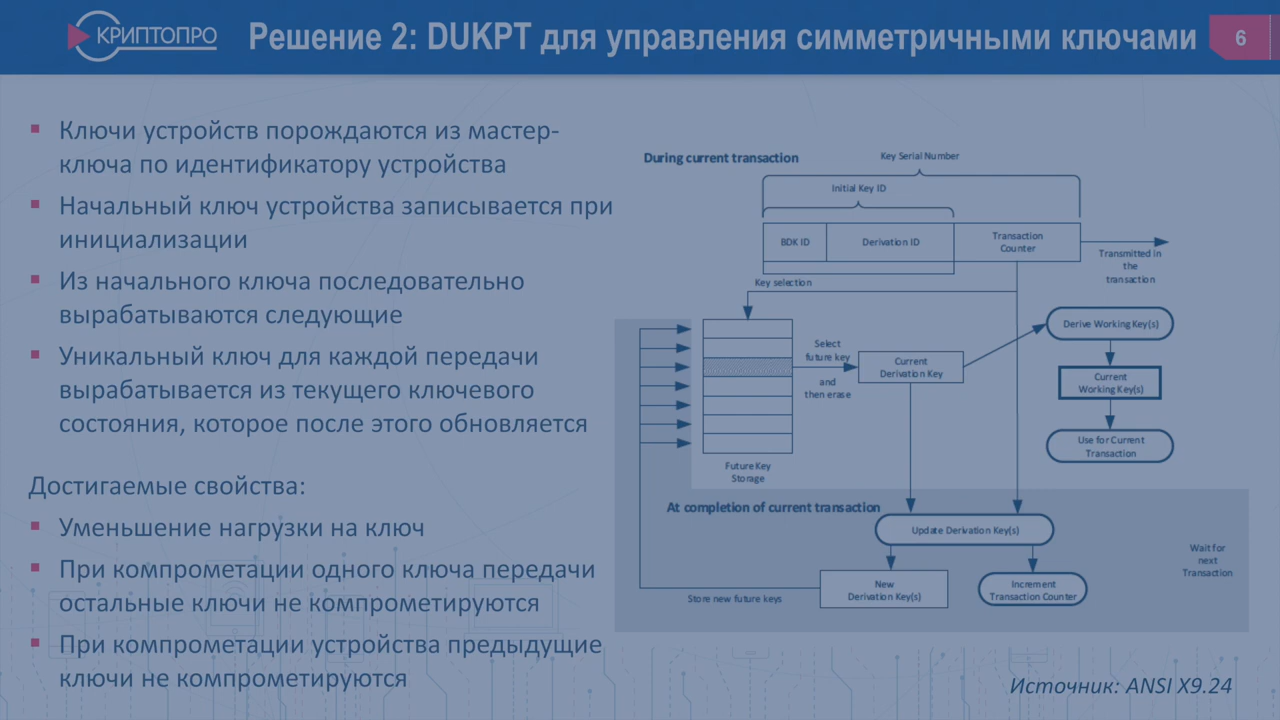 КРИПТОПРО
Решение 2: DUKPT для управления симметричными ключами
6
Ключи устройств порождаются из мастер-
ключа по идентификатору устройства
Начальный ключ устройства записывается при
инициализации
Из начального ключа последовательно
вырабатываются следующие
Уникальный ключ для каждой передачи
вырабатывается из текущего ключевого
состояния, которое после этого обновляется
Достигаемые свойства:
Уменьшение нагрузки на ключ
При компрометации одного ключа передачи
остальные ключи не компрометируются
При компрометации устройства предыдущие
ключи не компрометируются
During current transaction
Key Serial Number
Initial Key ID
BDK ID
Derivation ID
Transaction
Counter
Transmitted in
the
transaction
Key selection
Select
future key
and
then erase
Current
Derivation Key
Derive Working Key(s)
Current
Working Key(s)
Use for Current
Transaction
Future Key
Storage
At completion of current transaction
Update Derivation Key(s)
Wait for
next
Transaction
New
Derivation Key(s)
Increment
Transaction Counter
Store new future keys
Источник: ANSI X9.24